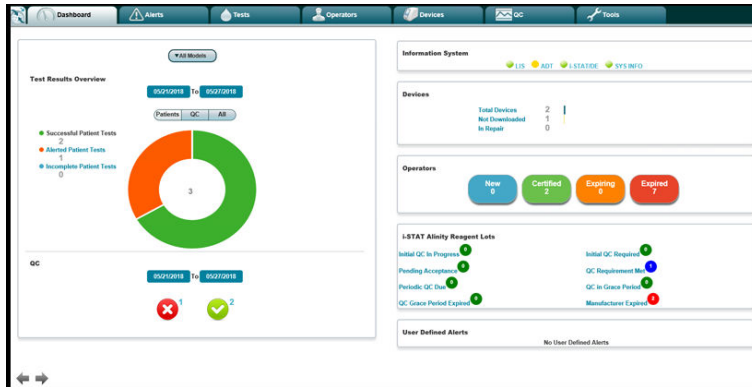 Dashboard Alerts Tests Operators Devices QC Tools
▾All Models
Test Results Overview
05/21/2018 To 05/27/2018
Patients QC All
Successful Patient Tests
2
Alerted Patient Tests
1
Incomplete Patient Tests
0
3
QC
05/21/2018 To 05/27/2018
1 2
Information System
LIS ADT i-STAT/DE SYS INFO
Devices
Total Devices 2
Not Downloaded 1
In Repair 0
Operators
New Certified Expiring Expired
0 2 0 7
i-STAT Alinity Reagent Lots
Initial QC In Progress 0 Initial QC Required 0
Pending Acceptance 0 QC Requirement Met 1
Periodic QC Due 0 QC In Grace Period 0
QC Grace Period Expired 0 Manufacturer Expired
User Defined Alerts
No User Defined Alerts